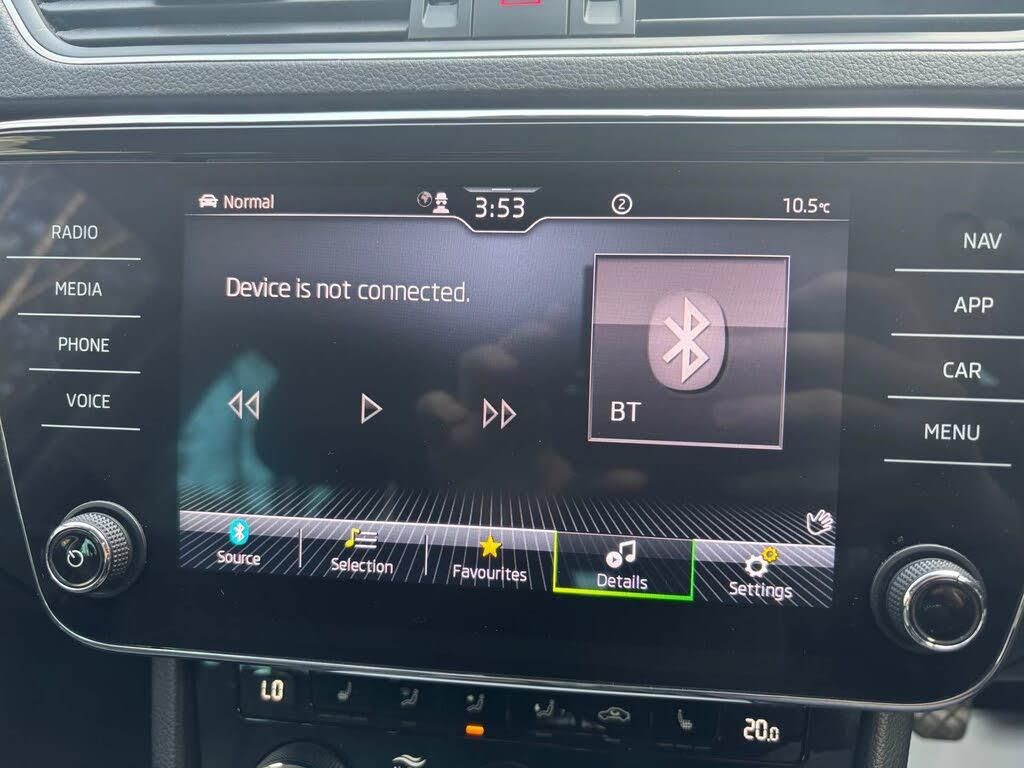 Normal
3:53
2
10.5°C
RADIO
MEDIA
PHONE
VOICE
NAV
APP
CAR
MENU
Device is not connected.
BT
Source
Selection
Favourites
Details
Settings
LO
20.0